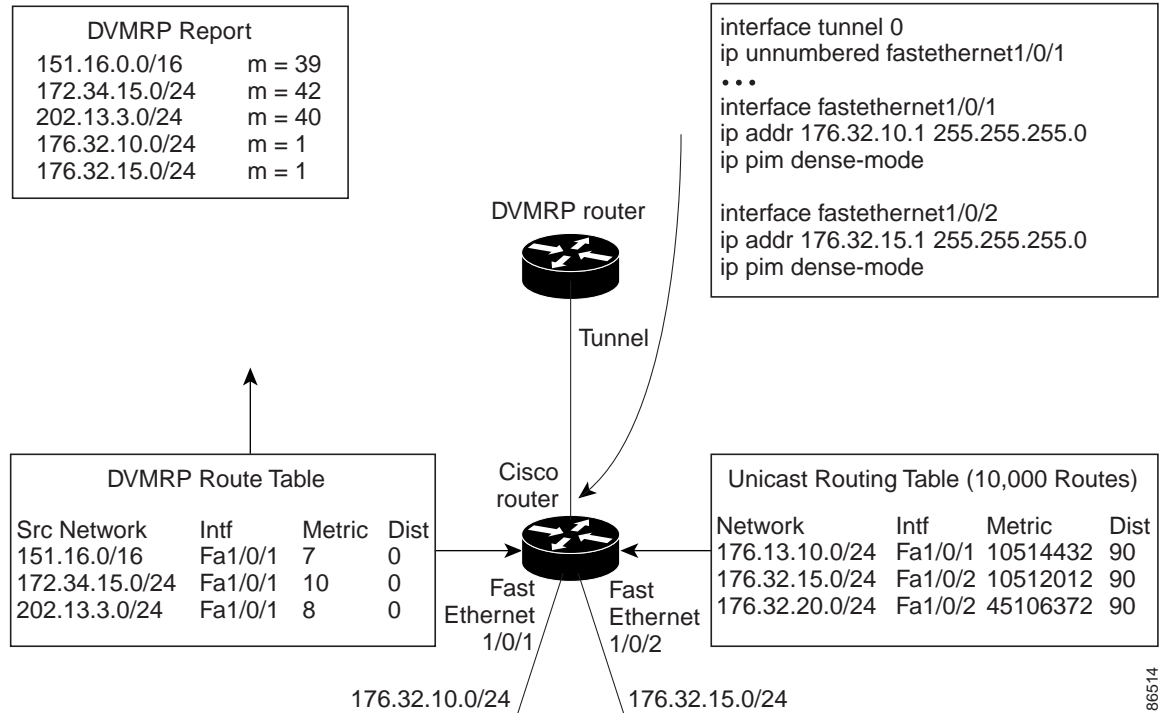 DVMRP Report
151.16.0.0/16 m = 39
172.34.15.0/24 m = 42
202.13.3.0/24 m = 40
176.32.10.0/24 m = 1
176.32.15.0/24 m = 1
interface tunnel 0
ip unnumbered fastethernet1/0/1
• • •
interface fastethernet1/0/1
ip addr 176.32.10.1 255.255.255.0
ip pim dense-mode
interface fastethernet1/0/2
ip addr 176.32.15.1 255.255.255.0
ip pim dense-mode
DVMRP router
Tunnel
Cisco
router
DVMRP Route Table
Src Network Intf Metric Dist
151.16.0/16 Fa1/0/1 7 0
172.34.15.0/24 Fa1/0/1 10 0
202.13.3.0/24 Fa1/0/1 8 0
Unicast Routing Table (10,000 Routes)
Network Intf Metric Dist
176.13.10.0/24 Fa1/0/1 10514432 90
176.32.15.0/24 Fa1/0/2 10512012 90
176.32.20.0/24 Fa1/0/2 45106372 90
Fast
Ethernet
1/0/1
Fast
Ethernet
1/0/2
176.32.10.0/24
176.32.15.0/24
86514